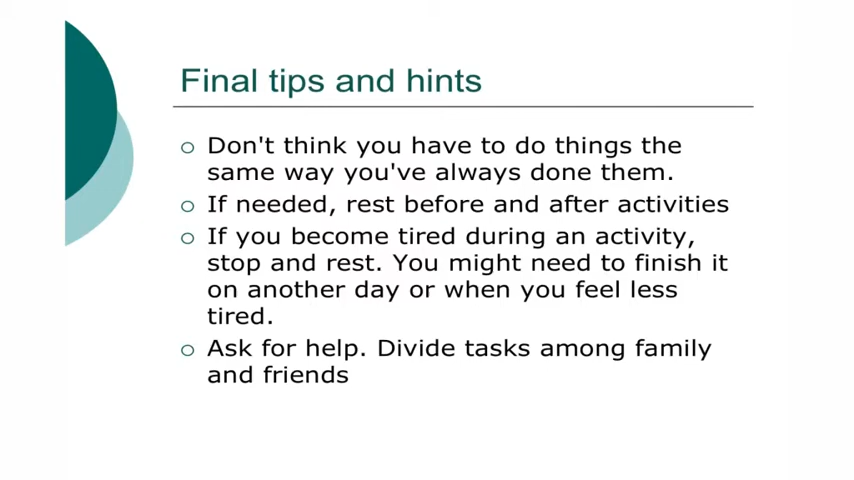 Final tips and hints
Don't think you have to do things the
same way you've always done them.
If needed, rest before and after activities
If you become tired during an activity,
stop and rest. You might need to finish it
on another day or when you feel less
tired.
Ask for help. Divide tasks among family
and friends